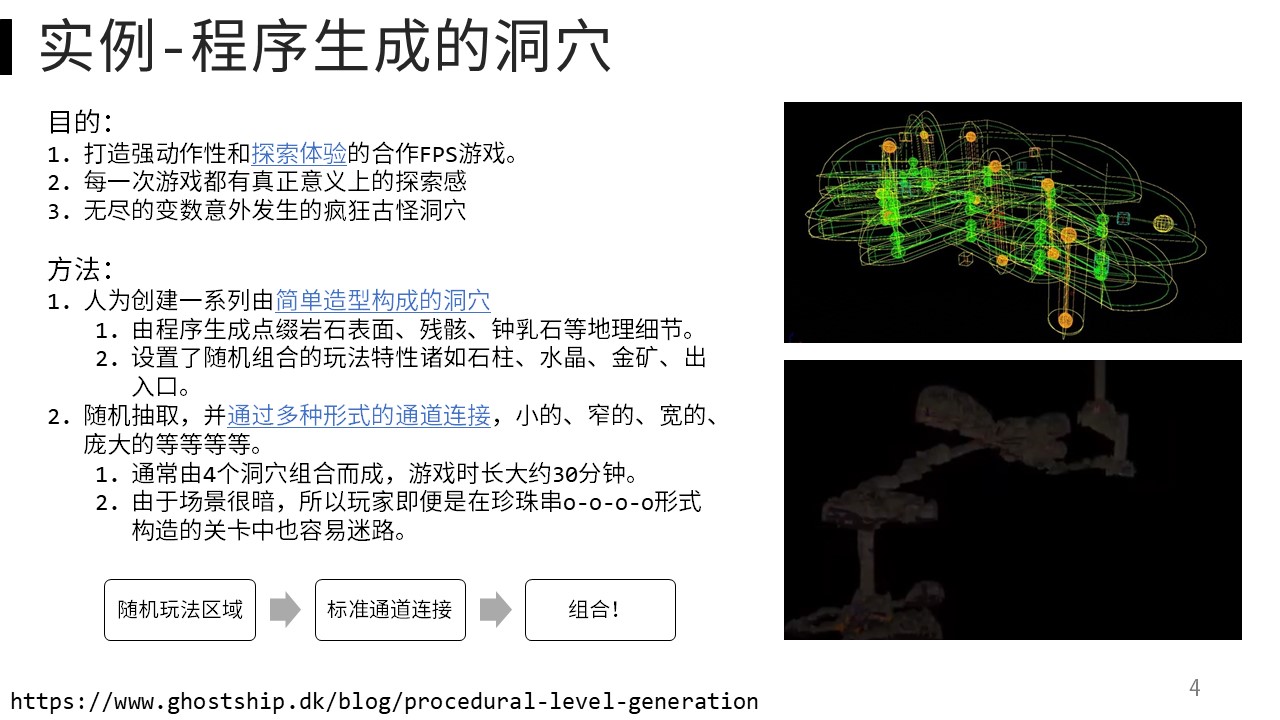 实例-程序生成的洞穴
目的：
1. 打造强动作性和探索体验的合作FPS游戏。
2. 每一次游戏都有真正意义上的探索感
3. 无尽的变数意外发生的疯狂古怪洞穴
方法：
1. 人为创建一系列由简单造型构成的洞穴
1. 由程序生成点缀岩石表面、残骸、钟乳石等地理细节。
2. 设置了随机组合的玩法特性诸如石柱、水晶、金矿、出
入口。
2. 随机抽取，并通过多种形式的通道连接，小的、窄的、宽的、
庞大的等等等等。
1. 通常由4个洞穴组合而成，游戏时长大约30分钟。
2. 由于场景很暗，所以玩家即便是在珍珠串o-o-o-o形式
构造的关卡中也容易迷路。
随机玩法区域
标准通道连接
组合！
https://www.ghostship.dk/blog/procedural-level-generation
4